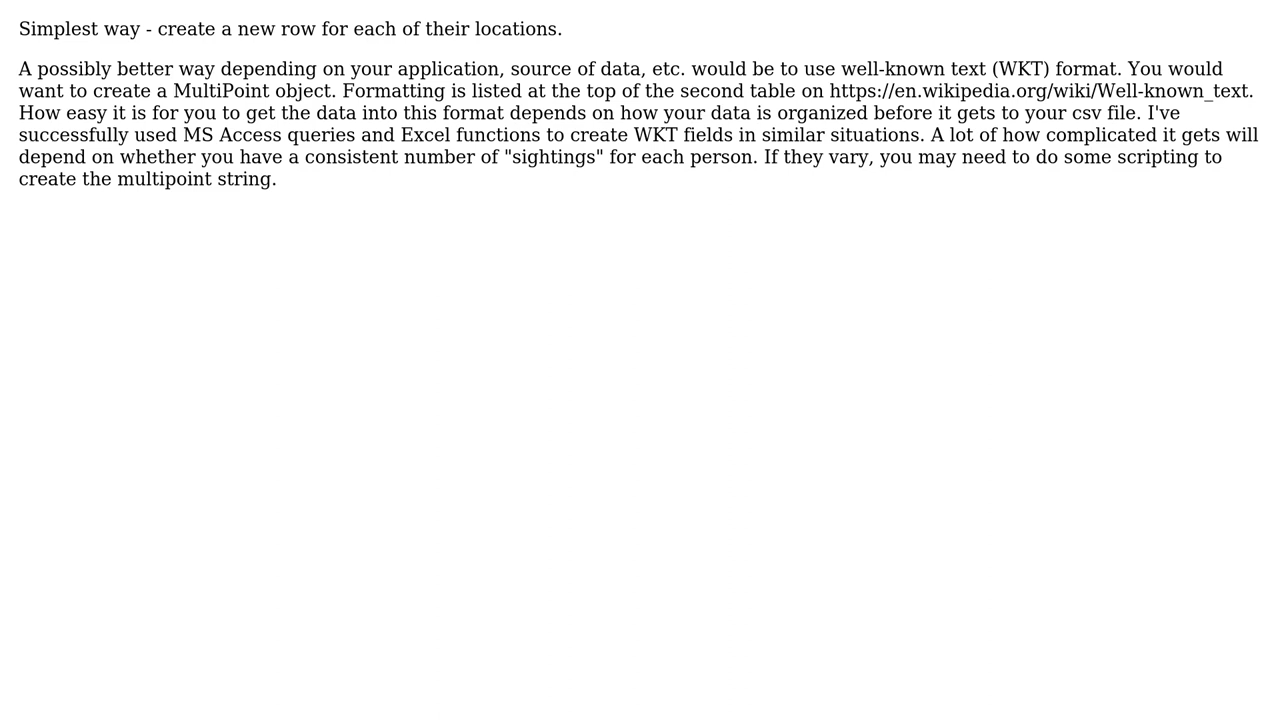 Simplest way - create a new row for each of their locations.
A possibly better way depending on your application, source of data, etc. would be to use well-known text (WKT) format. You would
want to create a MultiPoint object. Formatting is listed at the top of the second table on https://en.wikipedia.org/wiki/Well-known_text.
How easy it is for you to get the data into this format depends on how your data is organized before it gets to your csv file. I've
successfully used MS Access queries and Excel functions to create WKT fields in similar situations. A lot of how complicated it gets will
depend on whether you have a consistent number of "sightings" for each person. If they vary, you may need to do some scripting to
create the multipoint string.